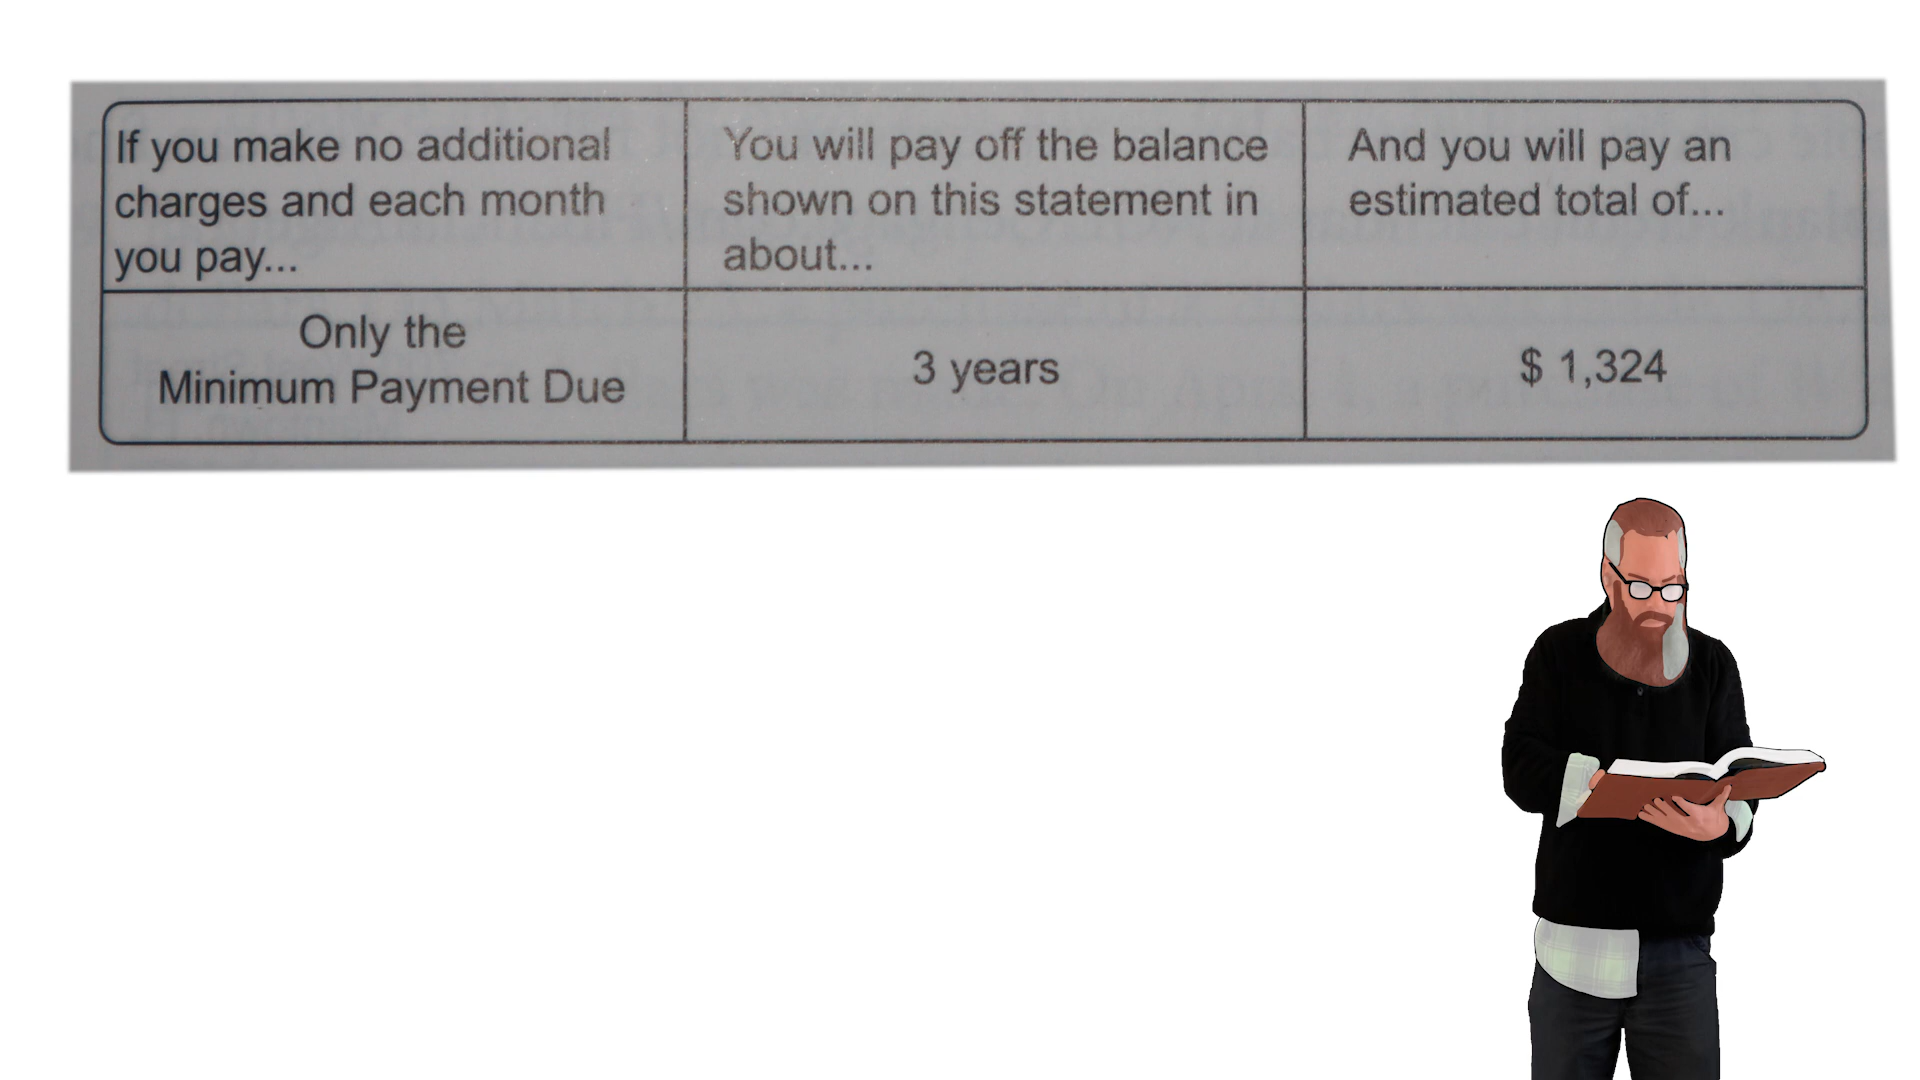 If you make no additional
charges and each month
you pay...
You will pay off the balance
shown on this statement in
about...
And you will pay an
estimated total of...
Only the
Minimum Payment Due
3 years
$ 1,324